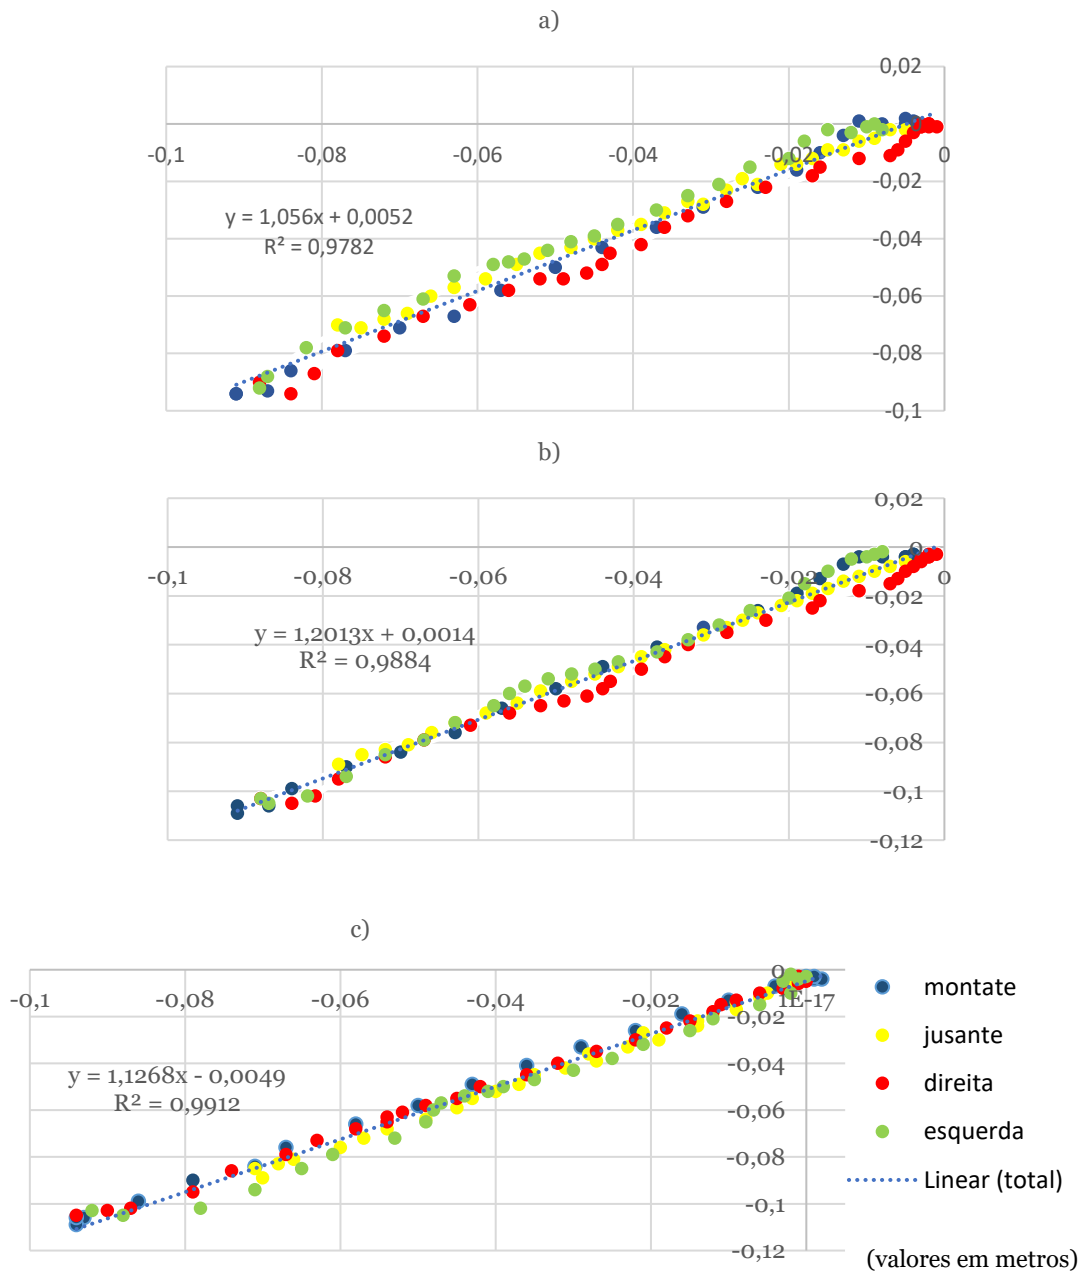 a)
0,02
0
-0,1 -0,08 -0,06 -0,04 -0,02 0
-0,02
y = 1,056x + 0,0052
R² = 0,9782
-0,04
-0,06
-0,08
-0,1
b)
0,02
0
-0,1 -0,08 -0,06 -0,04 -0,02 0
-0,02
y = 1,2013x + 0,0014
R² = 0,9884
-0,04
-0,06
-0,08
-0,1
-0,12
c)
0
-0,1 -0,08 -0,06 -0,04 -0,02 1E-17
-0,02
-0,04
y = 1,1268x - 0,0049
R² = 0,9912
-0,06
-0,08
-0,1
-0,12
montate
jusante
direita
esquerda
Linear (total)
(valores em metros)